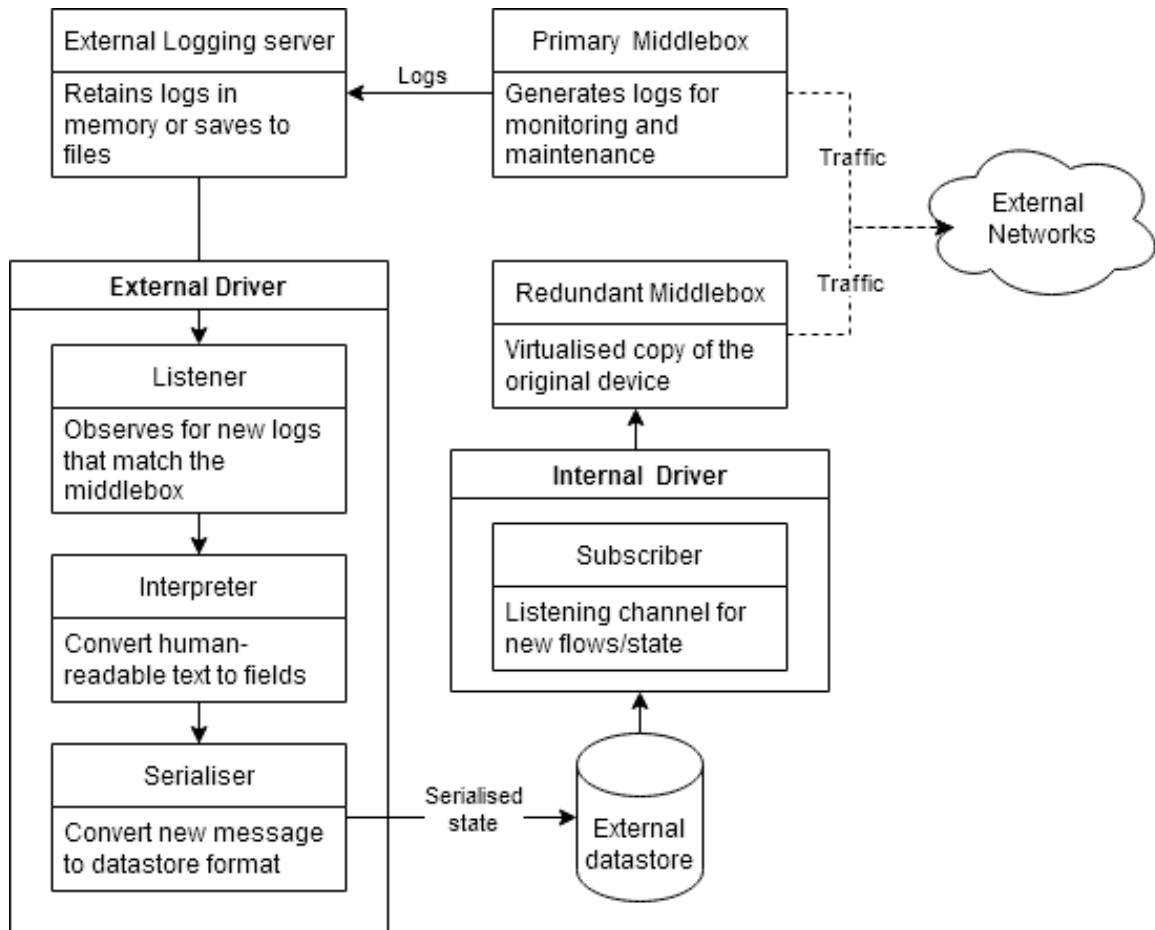 External Logging server
Retains logs in
memory or saves to
files
Logs
Primary Middlebox
Generates logs for
monitoring and
maintenance
Traffic
External
Networks
Traffic
Redundant Middlebox
Virtualised copy of the
original device
External Driver
Listener
Observes for new logs
that match the
middlebox
Interpreter
Convert human-
readable text to fields
Serialiser
Convert new message
to datastore format
Serialised
state
Internal Driver
Subscriber
Listening channel for
new flows/state
External
datastore